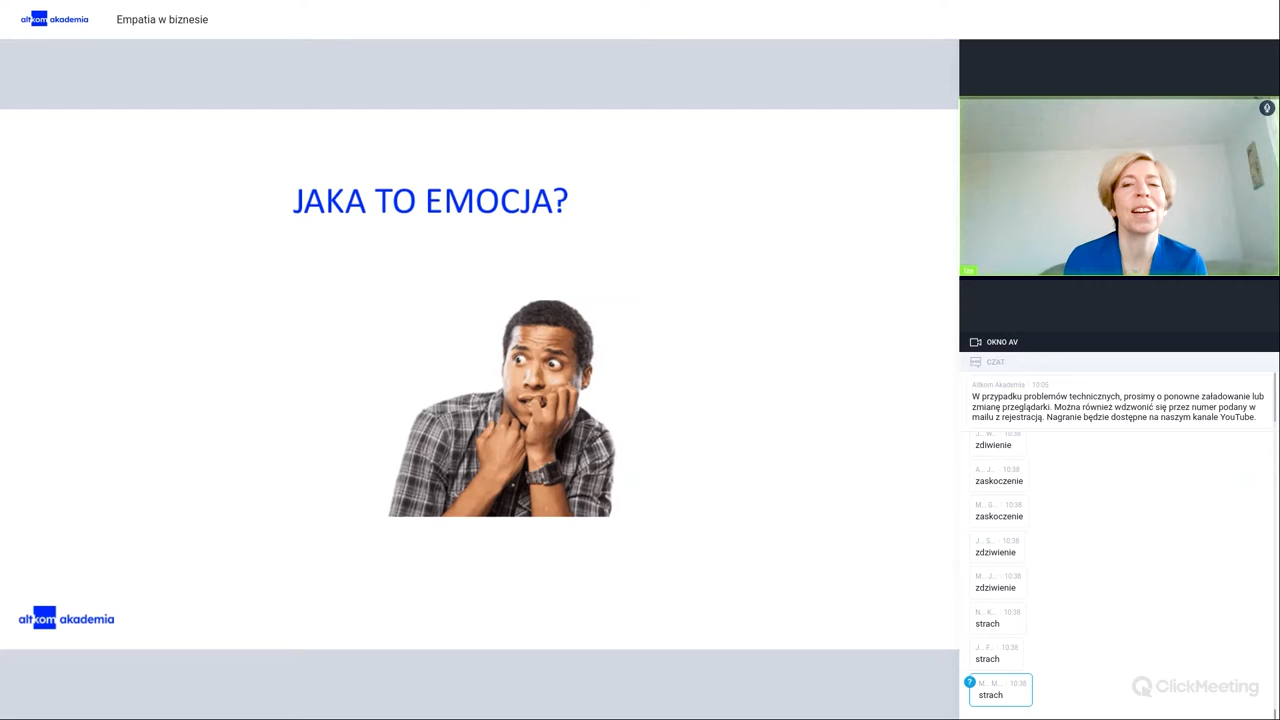 altkom akademia
Empatia w biznesie
JAKA TO EMOCJA?
altkom akademia
OKNO AV
CZAT
Altkom Akademia · 10:05
W przypadku problemów technicznych, prosimy o ponowne załadowanie lub
zmianę przeglądarki. Można również wdzwonić się przez numer podany w
mailu z rejestracją. Nagranie będzie dostępne na naszym kanale YouTube.
J... W... · 10:38
zdiwienie
A... J... · 10:38
zaskoczenie
M... G... · 10:38
zaskoczenie
J... S... · 10:38
zdziwienie
M... J... · 10:38
zdziwienie
N... K... · 10:38
strach
J... F... · 10:38
strach
?
M... M... · 10:38
strach
ClickMeeting